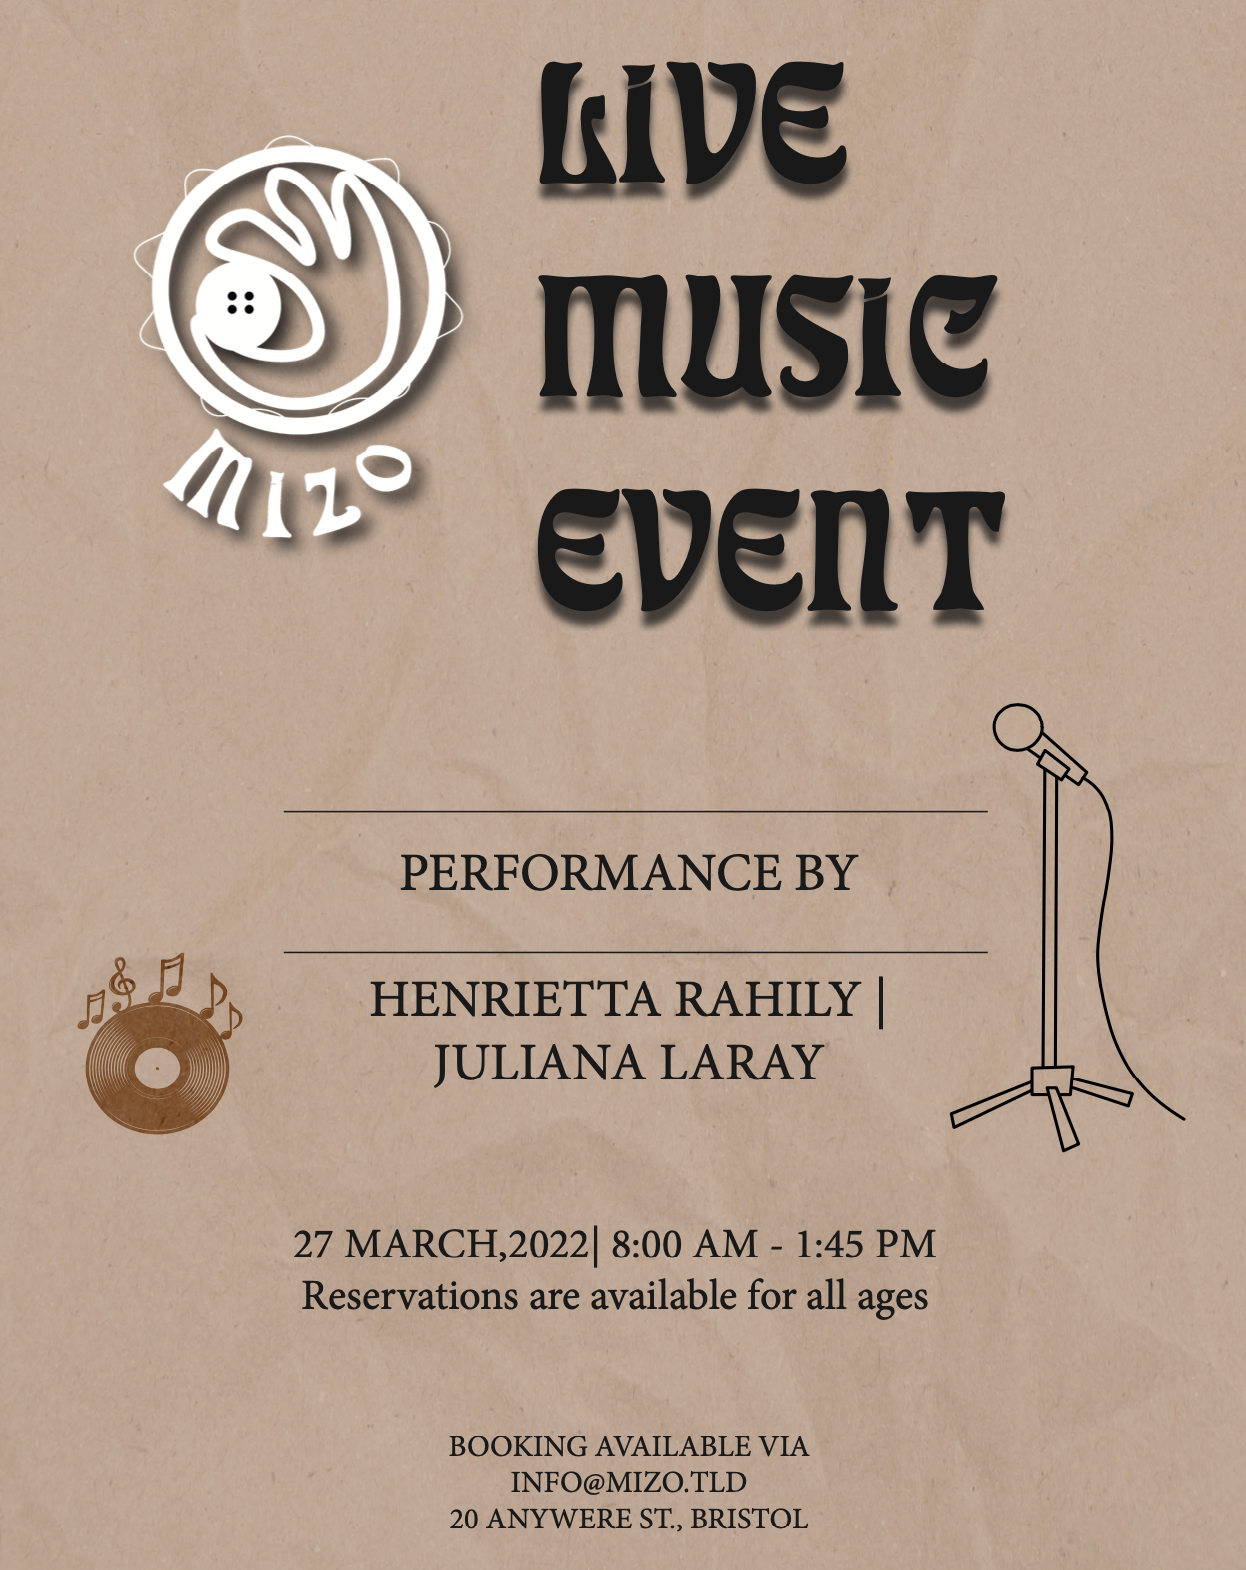 LIVE
MUSIC
EVENT
MIZO
PERFORMANCE BY
HENRIETTA RAHILY |
JULIANA LARAY
27 MARCH,2022| 8:00 AM - 1:45 PM
Reservations are available for all ages
BOOKING AVAILABLE VIA
INFO@MIZO.TLD
20 ANYWERE ST., BRISTOL